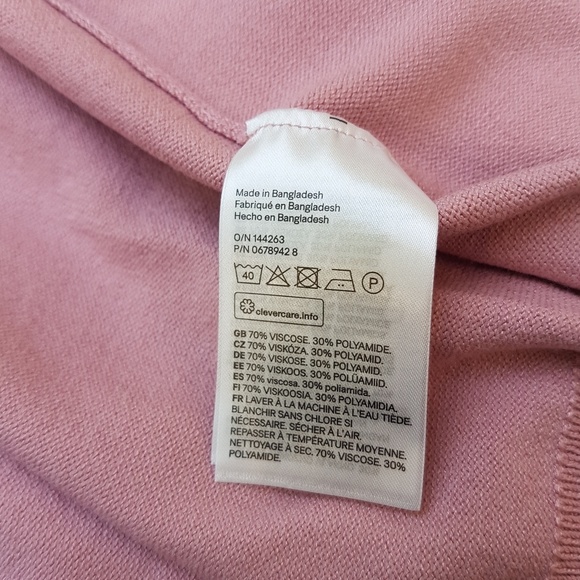 Made in Bangladesh
Fabriqué en Bangladesh
Hecho en Bangladesh
O/N 144263
P/N 0678942 8
40
P
clevercare.info
GB 70% VISCOSE. 30% POLYAMIDE.
CZ 70% VISKÓZA. 30% POLYAMID.
DE 70% VISKOSE. 30% POLYAMID.
EE 70% VISKOOS. 30% POLÜAMIID.
ES 70% viscosa. 30% poliamida.
FI 70% VISKOOSIA. 30% POLYAMIDIA.
FR LAVER À LA MACHINE À L'EAU TIÈDE.
BLANCHIR SANS CHLORE SI
NÉCESSAIRE. SÉCHER À L'AIR.
REPASSER À TEMPÉRATURE MOYENNE.
NETTOYAGE À SEC. 70% VISCOSE. 30%
POLYAMIDE.